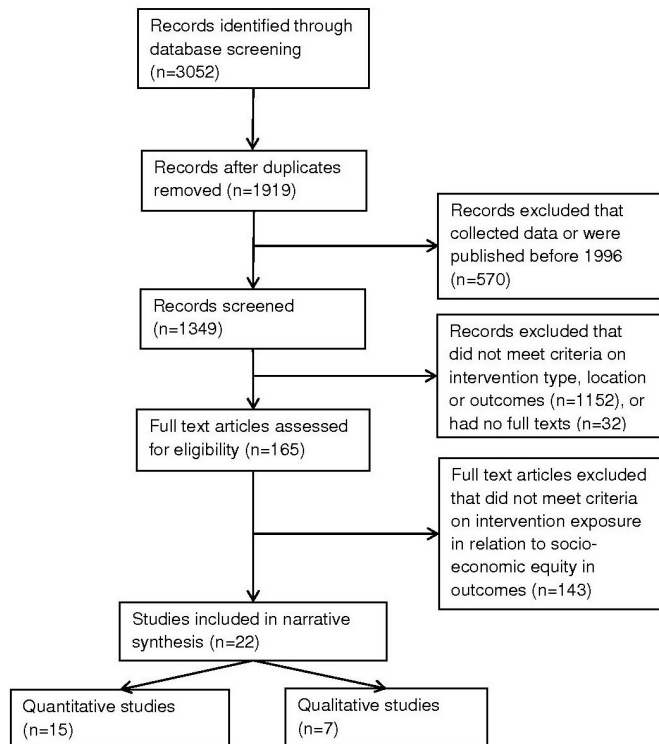 Records identified through
database screening
(n=3052)
Records after duplicates
removed (n=1919)
Records excluded that
collected data or were
published before 1996
(n=570)
Records screened
(n=1349)
Records excluded that
did not meet criteria on
intervention type, location
or outcomes (n=1152), or
had no full texts (n=32)
Full text articles assessed
for eligibility (n=165)
Full text articles excluded
that did not meet criteria
on intervention exposure
in relation to socio-
economic equity in
outcomes (n=143)
Studies included in narrative
synthesis (n=22)
Quantitative studies
(n=15)
Qualitative studies
(n=7)